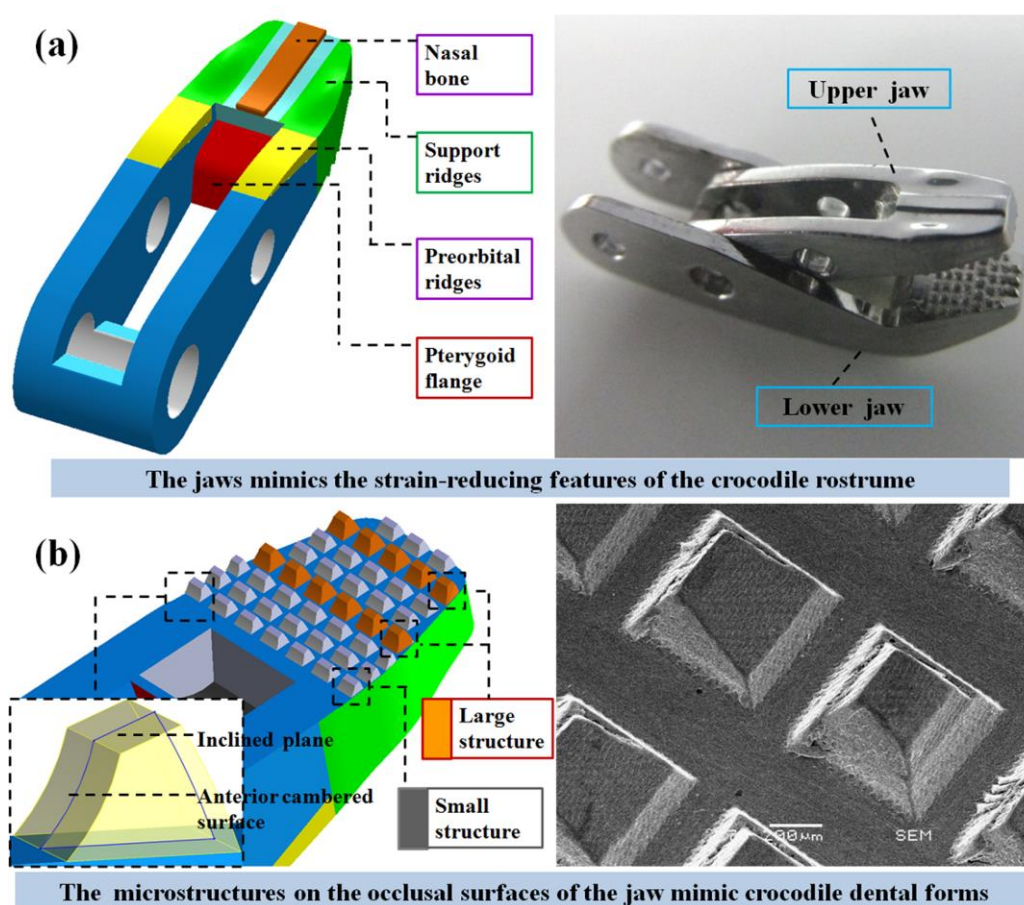 (a)
Nasal
bone
Support
ridges
Preorbital
ridges
Pterygoid
flange
Upper jaw
Lower jaw
The jaws mimics the strain-reducing features of the crocodile rostrume
(b)
Inclined plane
Anterior cambered
surface
Large
structure
Small
structure
200μm
SEM
The microstructures on the occlusal surfaces of the jaw mimic crocodile dental forms